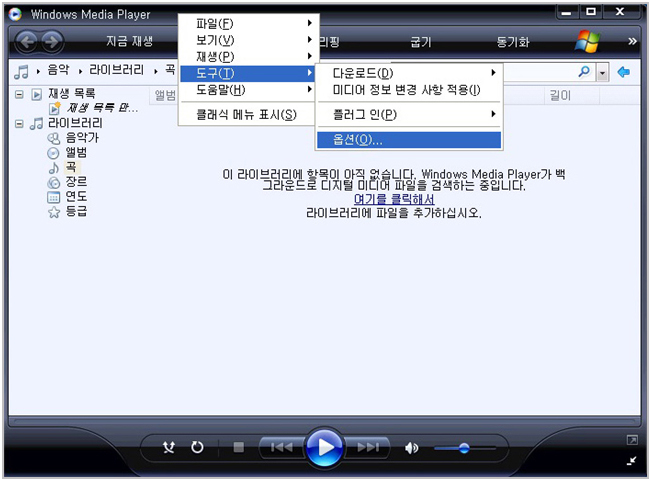 Windows Media Player
지금 재생
리핑
굽기
동기화
»
파일(F)
보기(V)
재생(P)
도구(T)
도움말(H)
클래식 메뉴 표시(S)
다운로드(D)
미디어 정보 변경 사항 적용(I)
플러그 인(P)
옵션(O)...
음악
라이브러리
곡
재생 목록
앨범
길이
재생 목록 만...
라이브러리
음악가
앨범
곡
장르
연도
등급
이 라이브러리에 항목이 아직 없습니다. Windows Media Player가 백
그라운드로 디지털 미디어 파일을 검색하는 중입니다.
여기를 클릭해서
라이브러리에 파일을 추가하십시오.